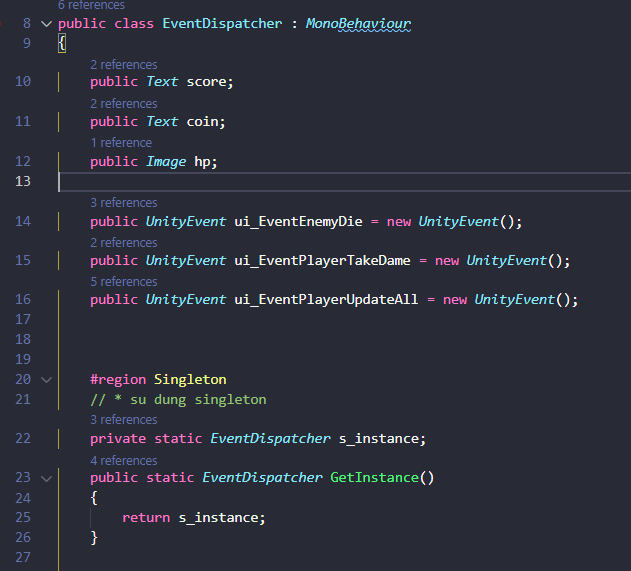 6 references
8 public class EventDispatcher : MonoBehaviour
9 {
2 references
10 public Text score;
2 references
11 public Text coin;
1 reference
12 public Image hp;
13
3 references
14 public UnityEvent ui_EventEnemyDie = new UnityEvent();
2 references
15 public UnityEvent ui_EventPlayerTakeDame = new UnityEvent();
5 references
16 public UnityEvent ui_EventPlayerUpdateAll = new UnityEvent();
17
18
19
20 #region Singleton
21 // * su dung singleton
3 references
22 private static EventDispatcher s_instance;
4 references
23 public static EventDispatcher GetInstance()
24 {
25 return s_instance;
26 }
27